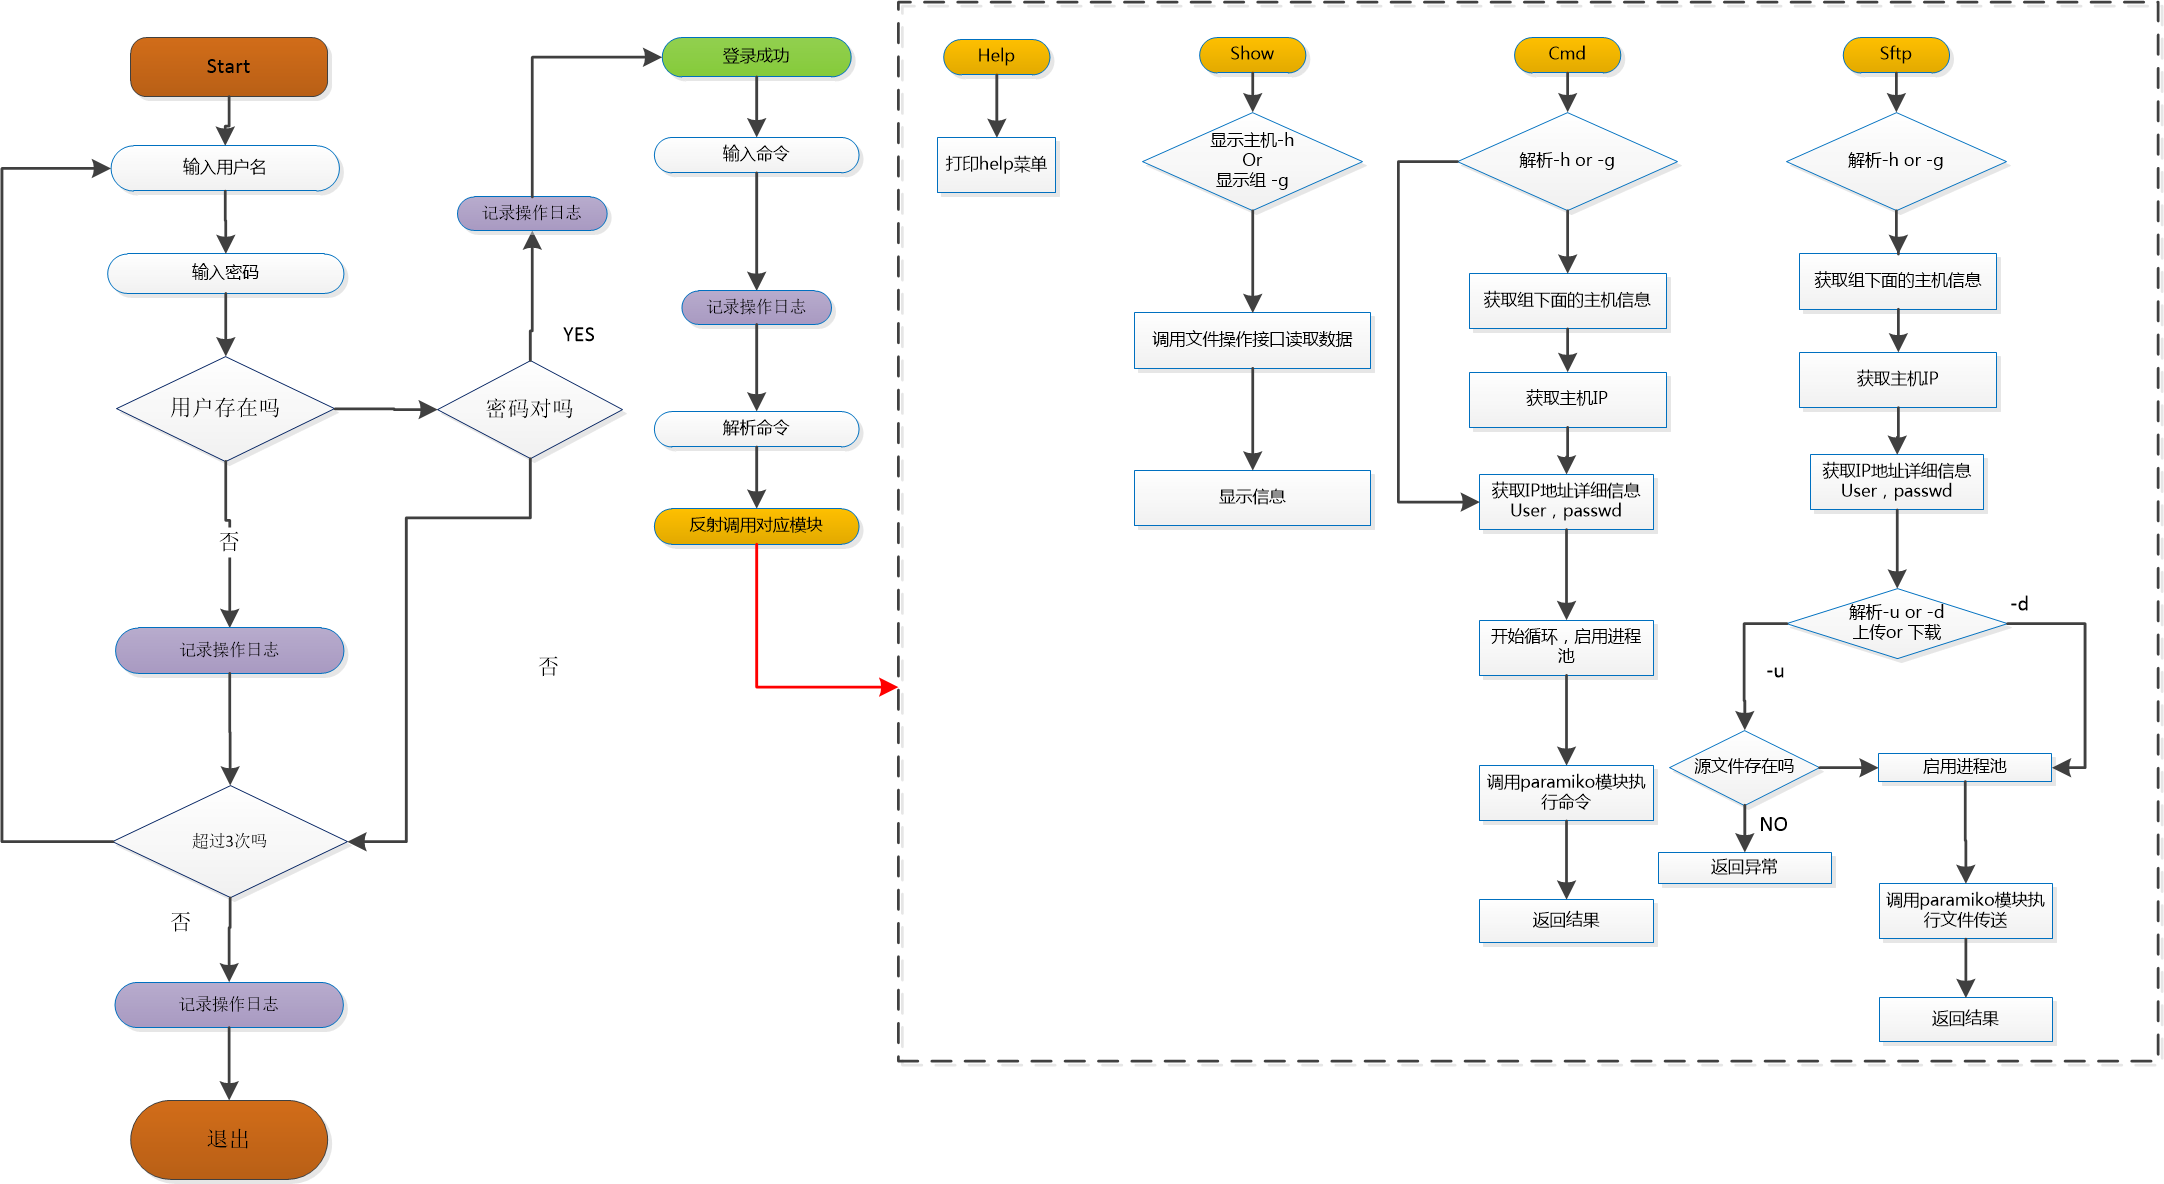 Start
输入用户名
输入密码
用户存在吗
否
记录操作日志
超过3次吗
否
记录操作日志
退出
密码对吗
YES
否
记录操作日志
登录成功
输入命令
记录操作日志
解析命令
反射调用对应模块
Help
打印help菜单
Show
显示主机-h
Or
显示组 -g
调用文件操作接口读取数据
显示信息
Cmd
解析-h or -g
获取组下面的主机信息
获取主机IP
获取IP地址详细信息
User，passwd
开始循环，启用进程
池
调用paramiko模块执
行命令
返回结果
Sftp
解析-h or -g
获取组下面的主机信息
获取主机IP
获取IP地址详细信息
User，passwd
解析-u or -d
上传or 下载
-d
-u
源文件存在吗
NO
返回异常
启用进程池
调用paramiko模块执
行文件传送
返回结果